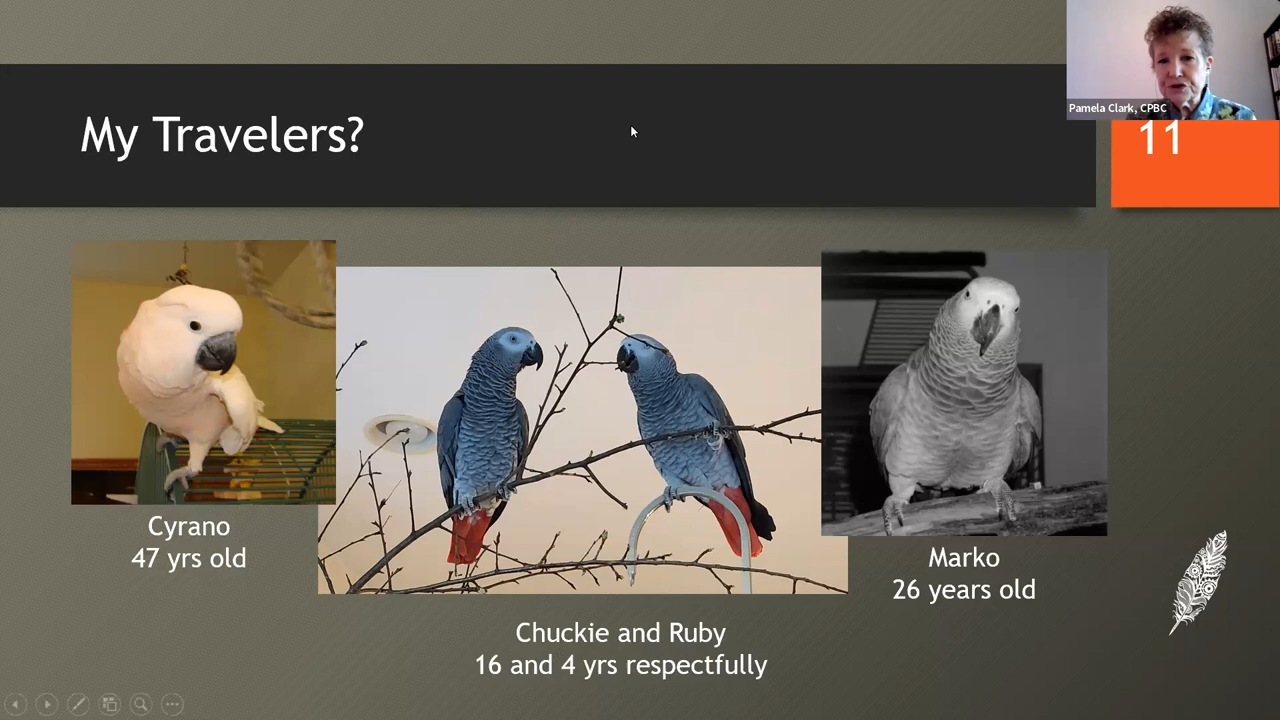 Pamela Clark, CPBC
My Travelers?
11
Cyrano
47 yrs old
Chuckie and Ruby
16 and 4 yrs respectfully
Marko
26 years old